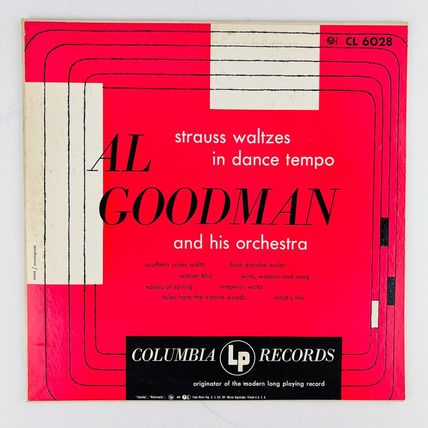 CL 6028
strauss waltzes
in dance tempo
AL
GOODMAN
and his orchestra
southern roses waltz blue danube waltz
wiener blut wine, women and song
voices of spring emperor waltz
tales from the vienna woods artist's life
COLUMBIA Lp RECORDS
originator of the modern long playing record